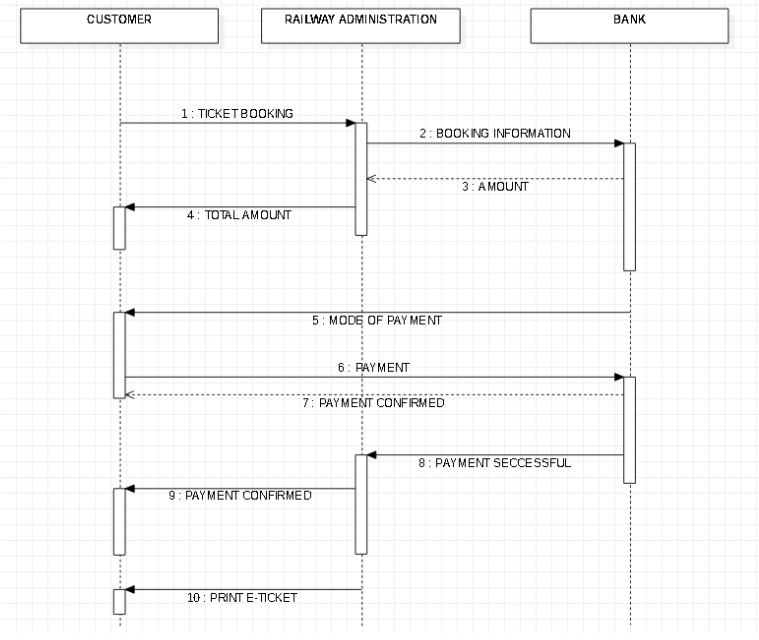 CUSTOMER
RAILWAY ADMINISTRATION
BANK
1 : TICKET BOOKING
2 : BOOKING INFORMATION
3 : AMOUNT
4 : TOTAL AMOUNT
5 : MODE OF PAYMENT
6 : PAYMENT
7 : PAYMENT CONFIRMED
8 : PAYMENT SECCESSFUL
9 : PAYMENT CONFIRMED
10 : PRINT E-TICKET